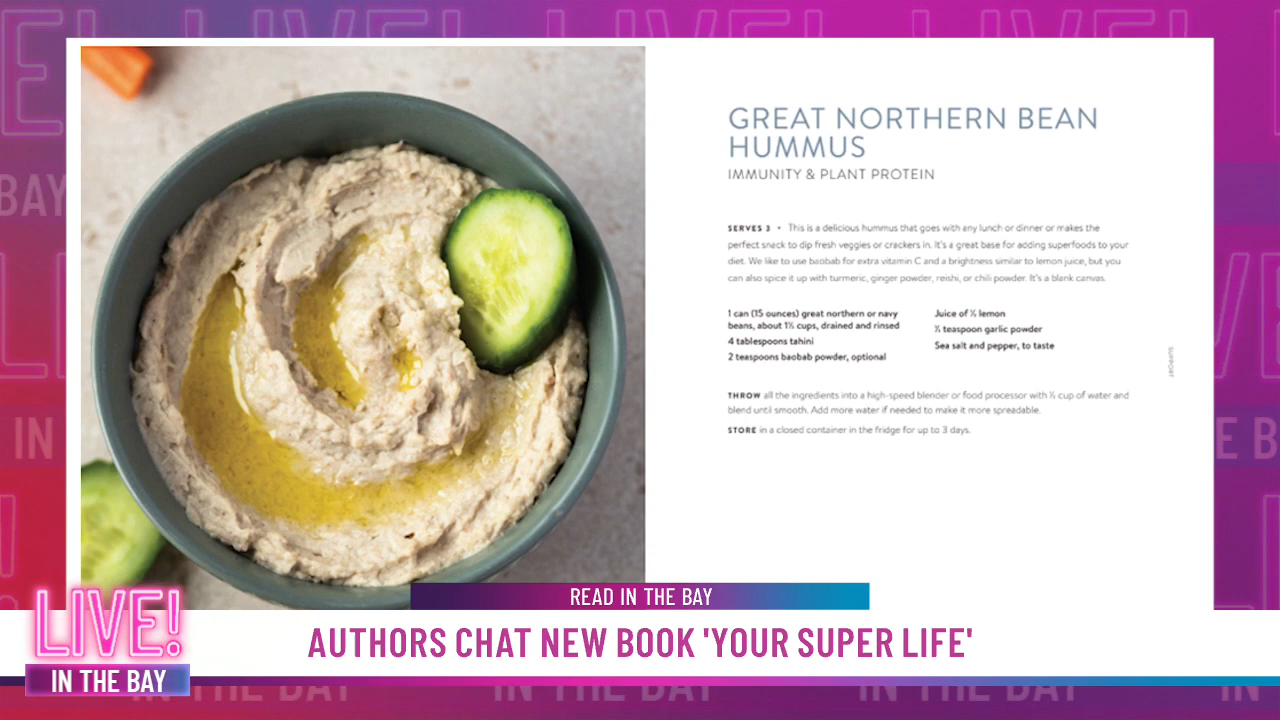 GREAT NORTHERN BEAN
HUMMUS
IMMUNITY & PLANT PROTEIN
SERVES 3 • This is a delicious hummus that goes with any lunch or dinner or makes the
perfect snack to dip fresh veggies or crackers in. It's a great base for adding superfoods to your
diet. We like to use baobab for extra vitamin C and a brightness similar to lemon juice, but you
can also spice it up with turmeric, ginger powder, reishi, or chili powder. It's a blank canvas.
1 can (15 ounces) great northern or navy
beans, about 1½ cups, drained and rinsed
4 tablespoons tahini
2 teaspoons baobab powder, optional
Juice of ½ lemon
teaspoon garlic powder
Sea salt and pepper, to taste
THROW all the ingredients into a high-speed blender or food processor with cup of water and
blend until smooth. Add more water if needed to make it more spreadable.
STORE in a closed container in the fridge for up to 3 days.
READ IN THE BAY
AUTHORS CHAT NEW BOOK 'YOUR SUPER LIFE'
LIVE!
IN THE BAY